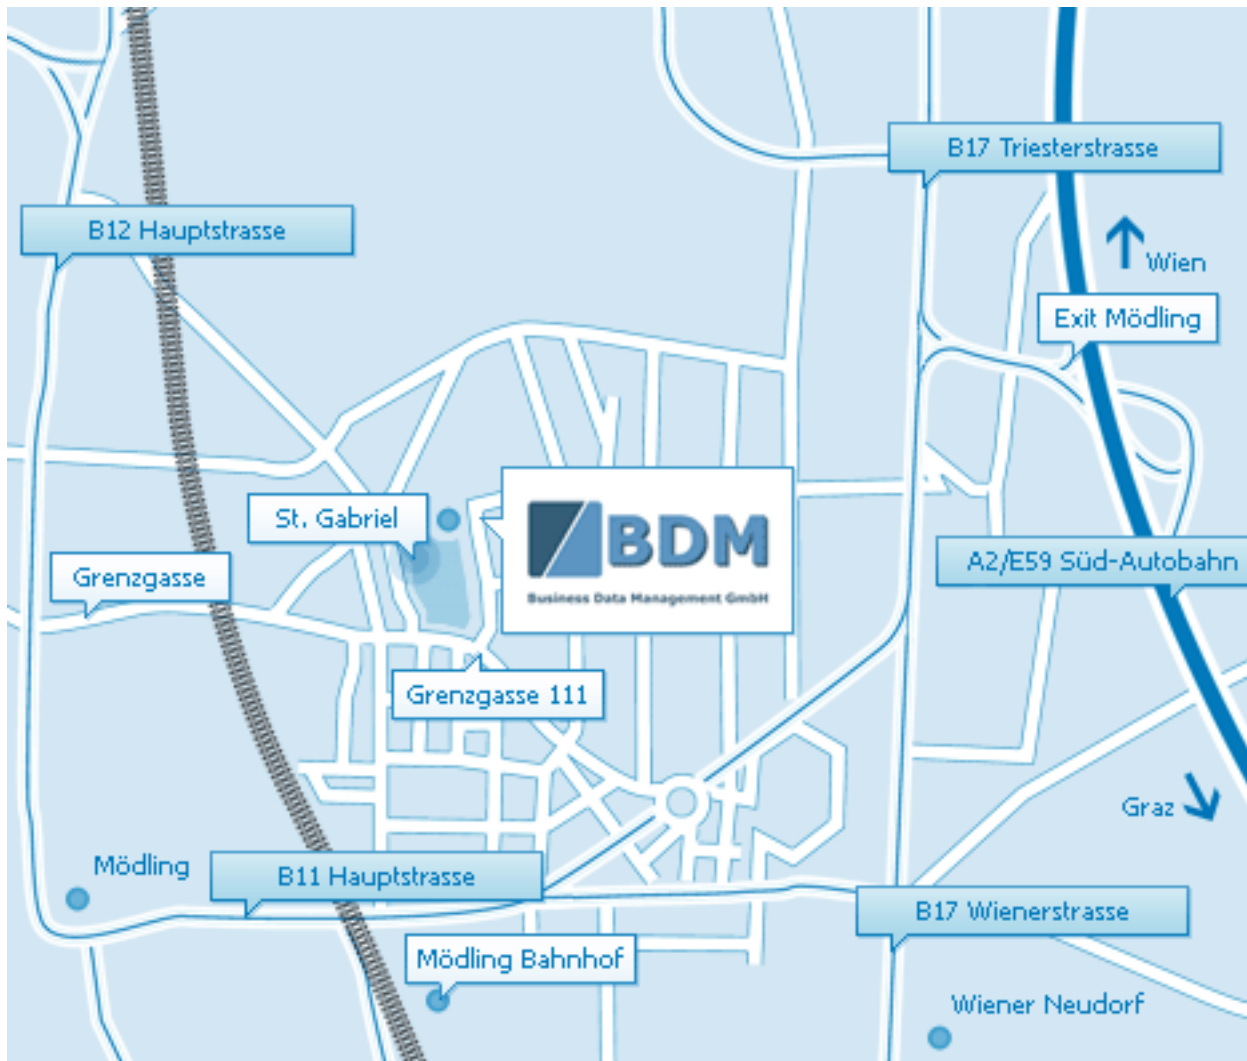 B17 Triesterstrasse
B12 Hauptstrasse
Wien
Exit Mödling
St. Gabriel
BDM
Business Data Management GmbH
Grenzgasse
A2/E59 Süd-Autobahn
Grenzgasse 111
Graz
Mödling
B11 Hauptstrasse
B17 Wienerstrasse
Mödling Bahnhof
Wiener Neudorf